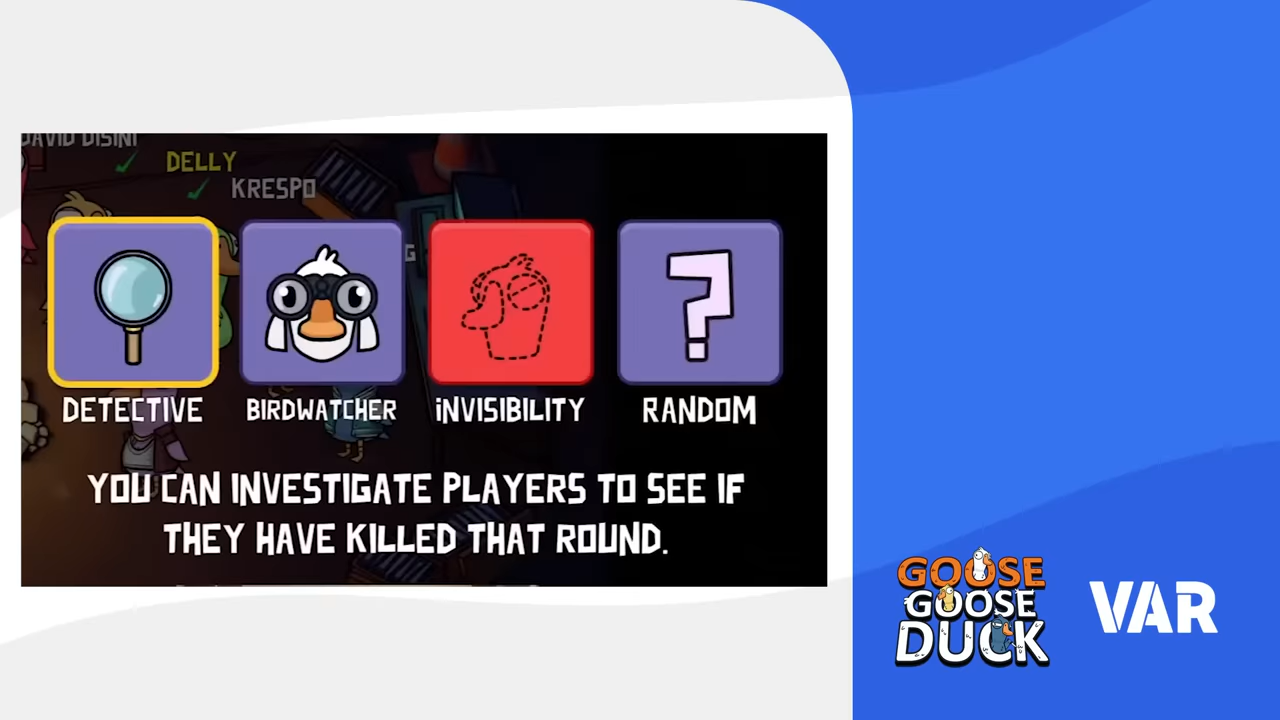 DAVID DISINI
DELLY
KRESPO
G
DETECTIVE
BIRDWATCHER
iNVISIBILITY
RANDOM
YOU CAN INVESTIGATE PLAYERS TO SEE IF
THEY HAVE KILLED THAT ROUND.
GOOSE
GOOSE
DUCK
VAR